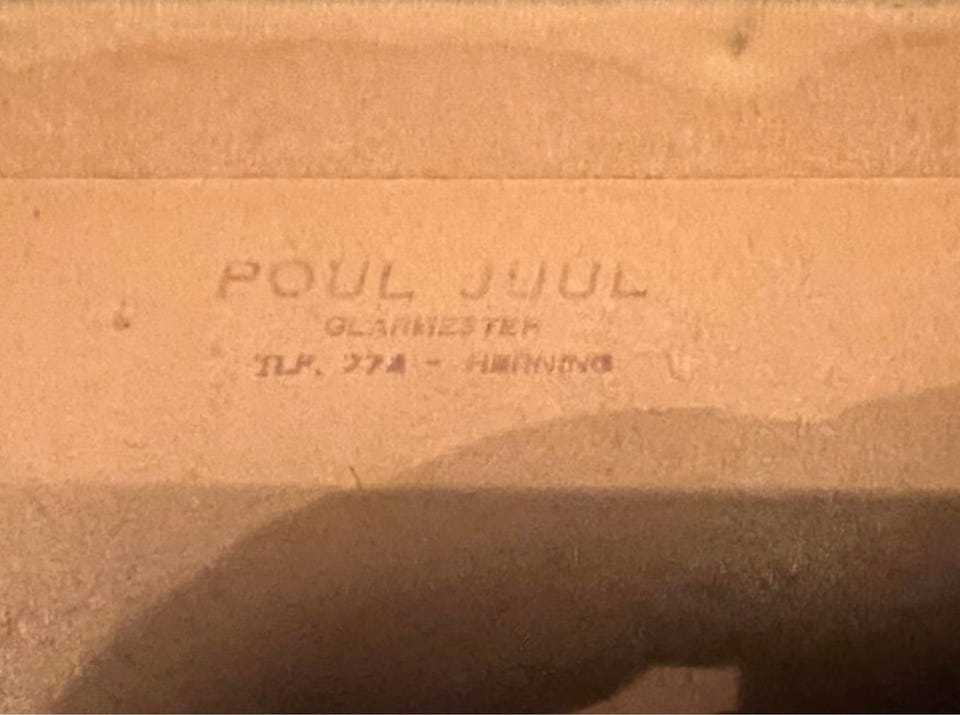 POUL JUUL
GLARMESTER
TLF. 774 - HERNING